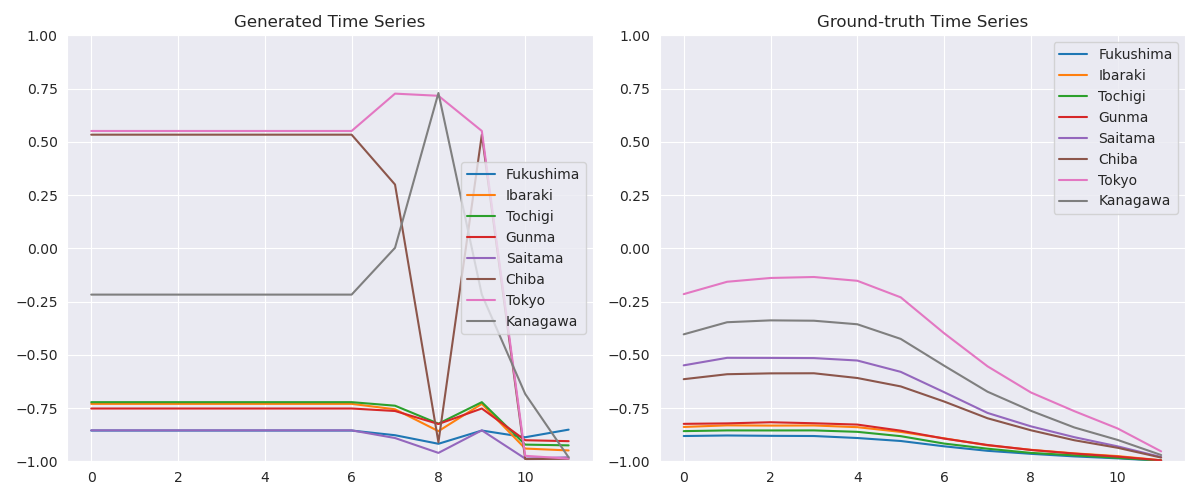 Generated Time Series
1.00
0.75
0.50
0.25
0.00
−0.25
−0.50
−0.75
−1.00
0 2 4 6 8 10
Fukushima
Ibaraki
Tochigi
Gunma
Saitama
Chiba
Tokyo
Kanagawa
Ground-truth Time Series
1.00
0.75
0.50
0.25
0.00
−0.25
−0.50
−0.75
−1.00
0 2 4 6 8 10
Fukushima
Ibaraki
Tochigi
Gunma
Saitama
Chiba
Tokyo
Kanagawa